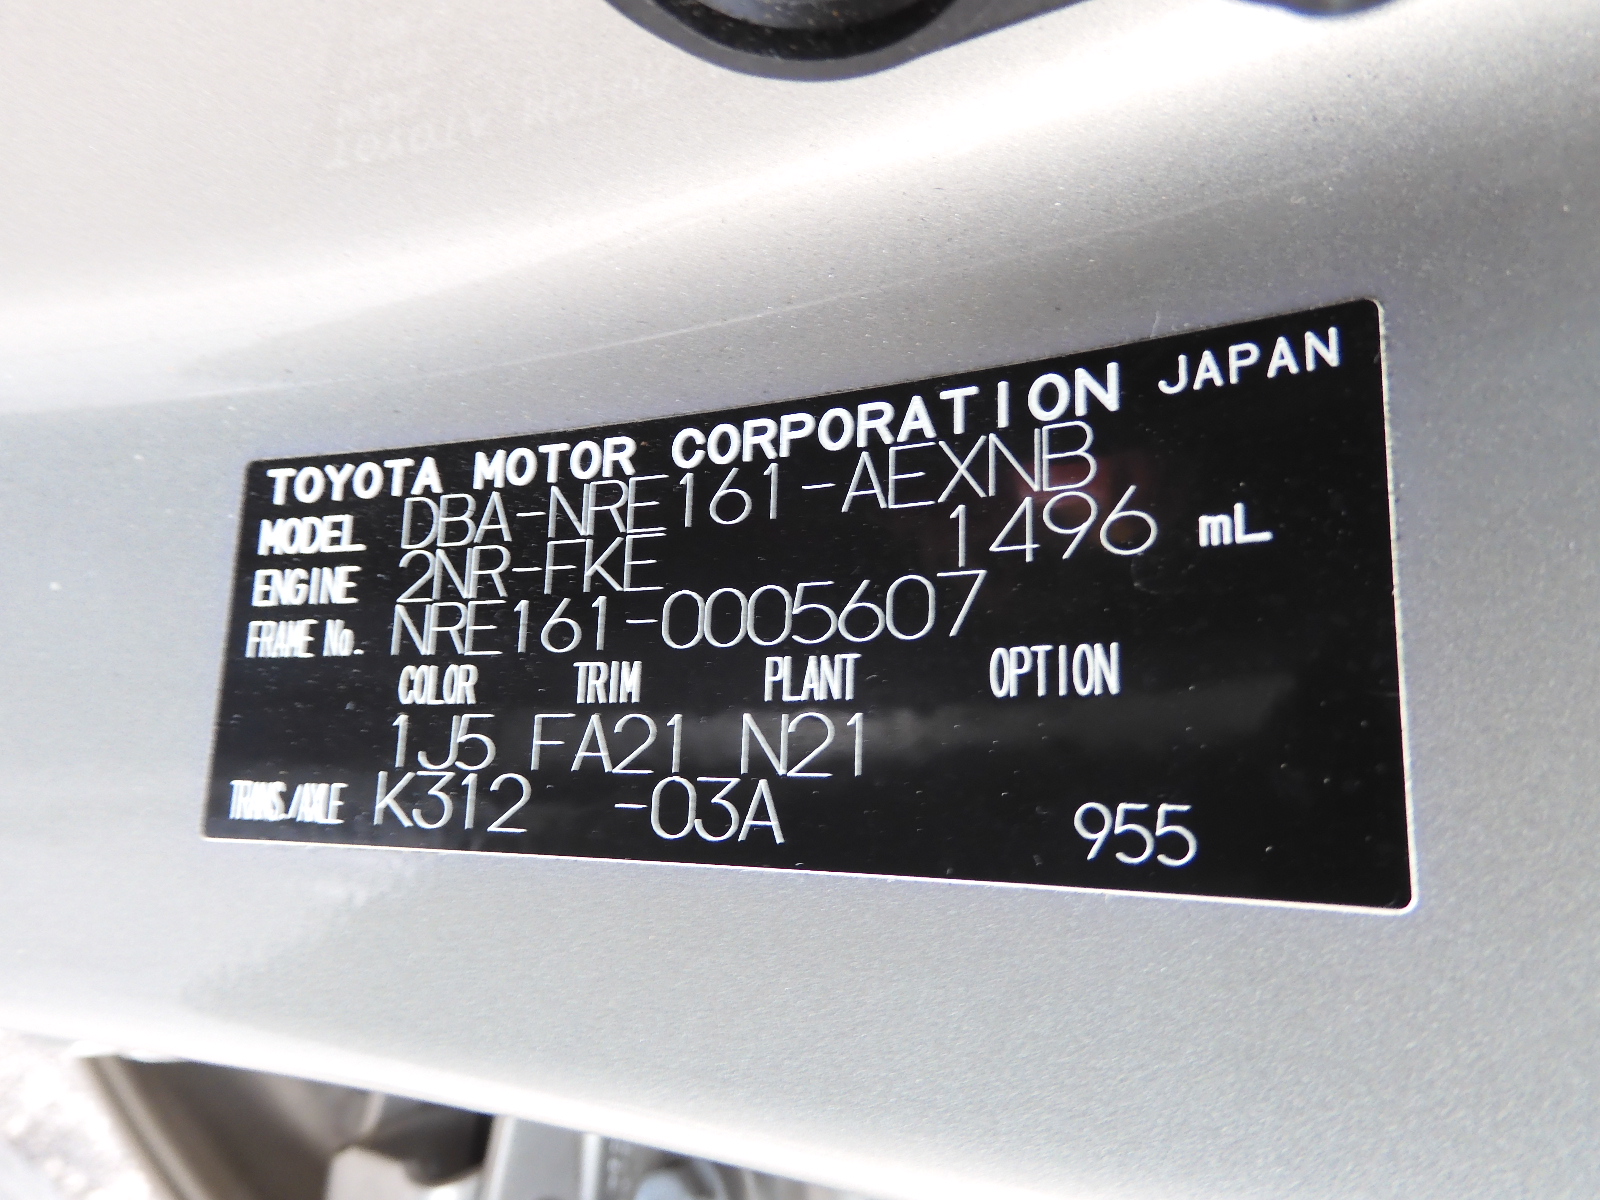 TOYOTA MOTOR CORPORATION JAPAN
MODEL DBA-NRE161-AEXNB
ENGINE 2NR-FKE 1496 mL
FRAME No. NRE161-0005607
COLOR TRIM PLANT OPTION
1J5 FA21 N21
TRANS./AXLE K312 -03A 955